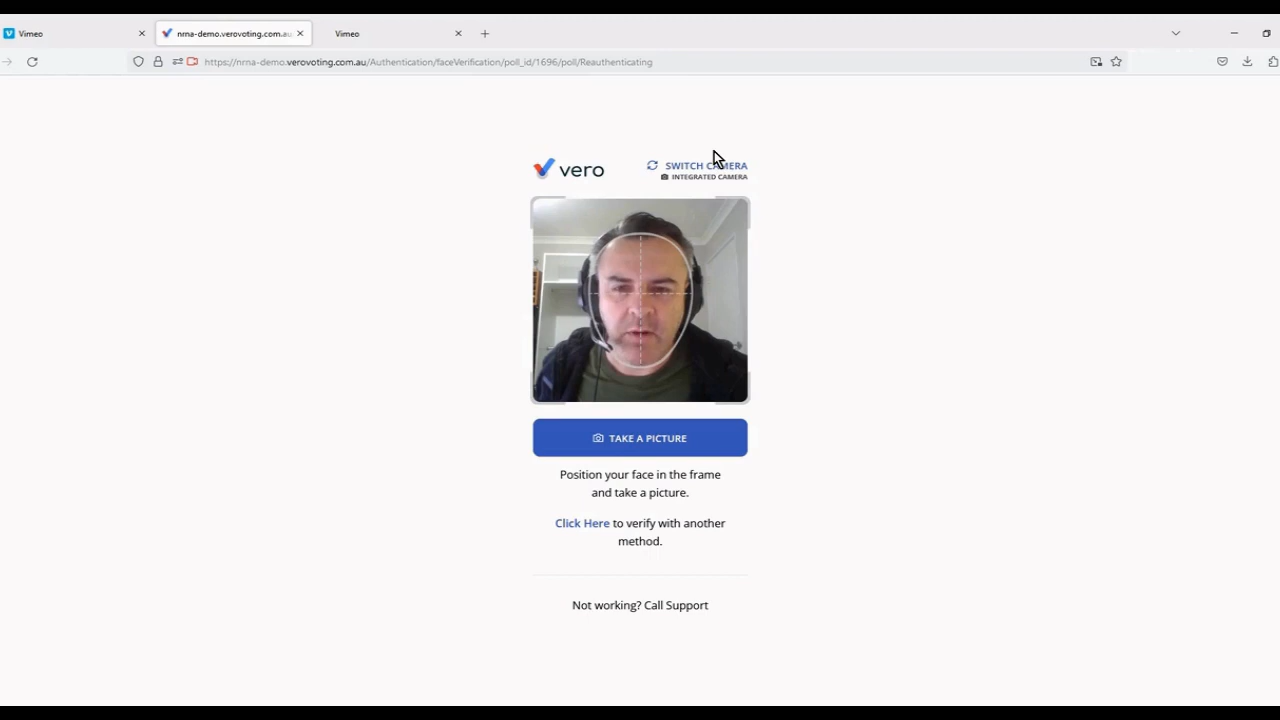 Vimeo
nrna-demo.verovoting.com.au
Vimeo
https://nrna-demo.verovoting.com.au/Authentication/faceVerification/poll_id/1696/poll/Reauthenticating
vero
SWITCH CAMERA
INTEGRATED CAMERA
TAKE A PICTURE
Position your face in the frame
and take a picture.
Click Here to verify with another
method.
Not working? Call Support